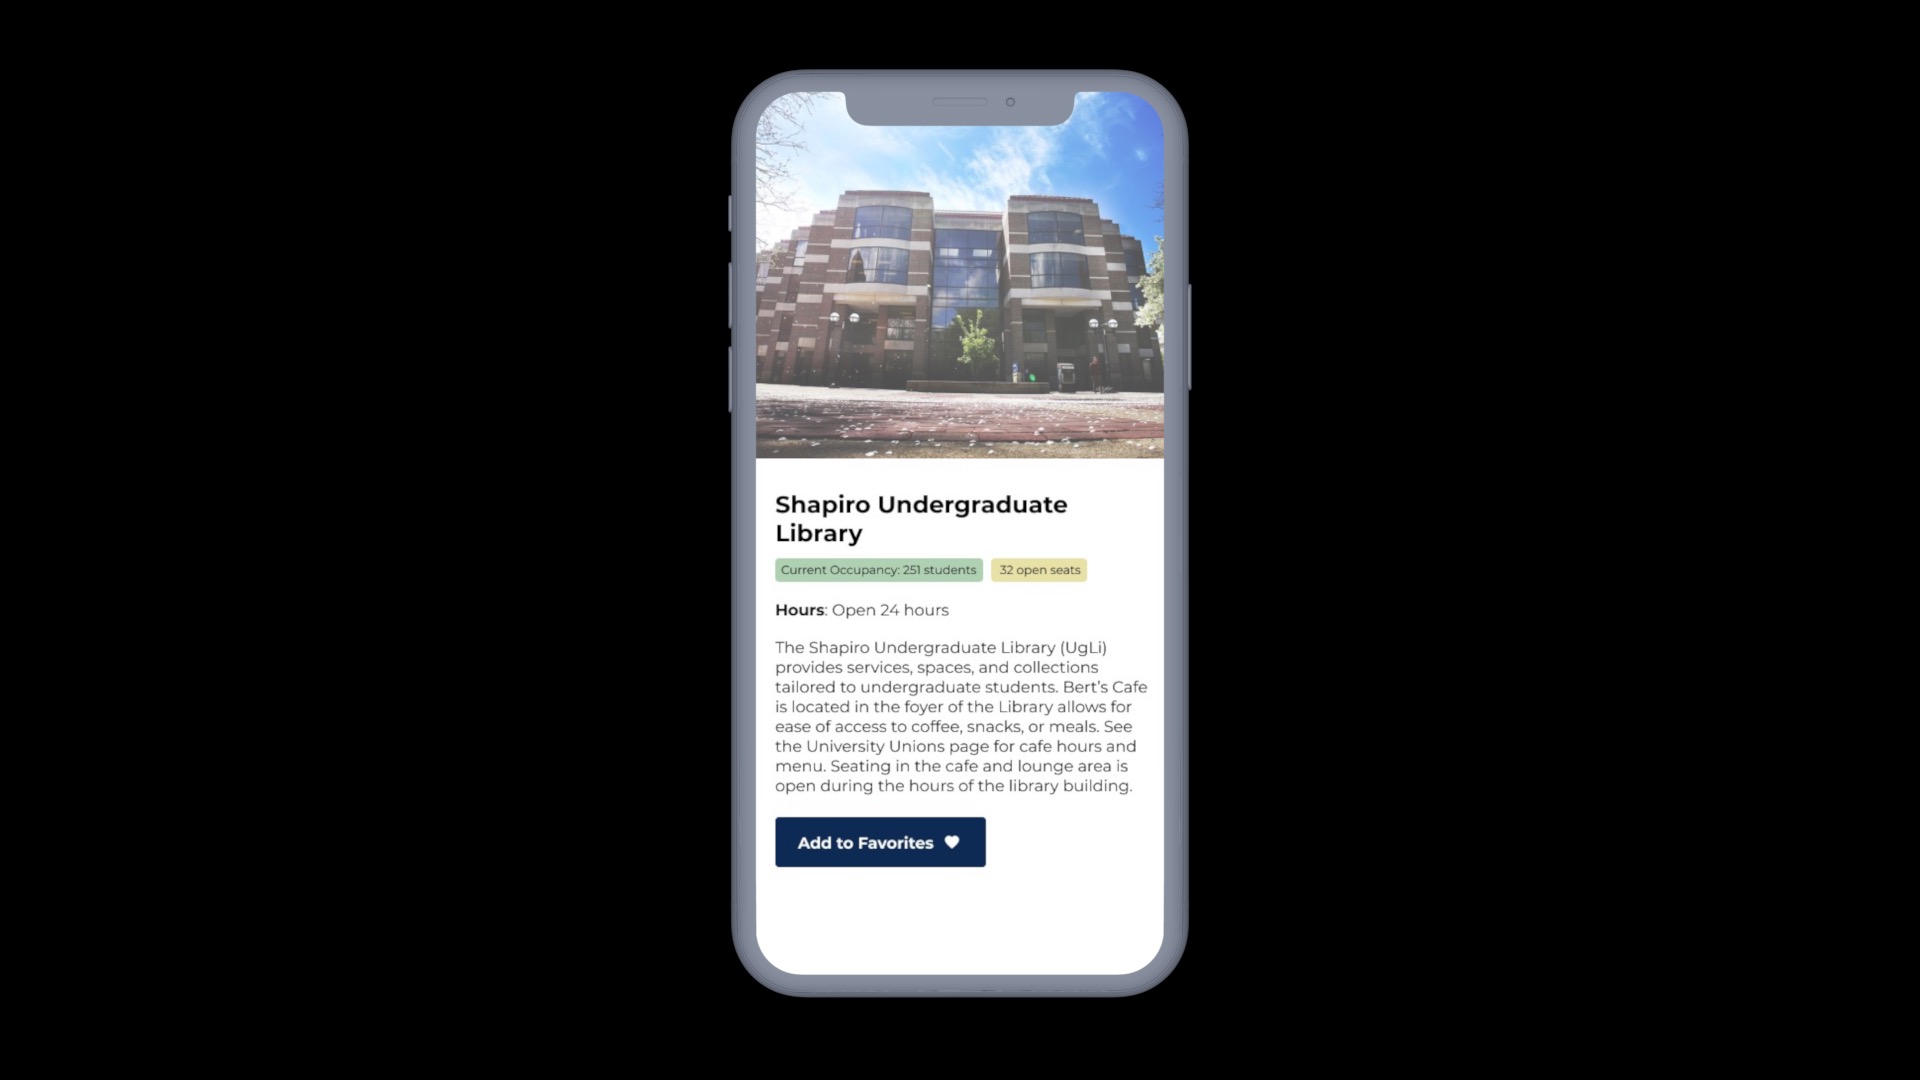 Shapiro Undergraduate
Library
Current Occupancy: 251 students
32 open seats
Hours: Open 24 hours
The Shapiro Undergraduate Library (UgLi)
provides services, spaces, and collections
tailored to undergraduate students. Bert's Cafe
is located in the foyer of the Library allows for
ease of access to coffee, snacks, or meals. See
the University Unions page for cafe hours and
menu. Seating in the cafe and lounge area is
open during the hours of the library building.
Add to Favorites